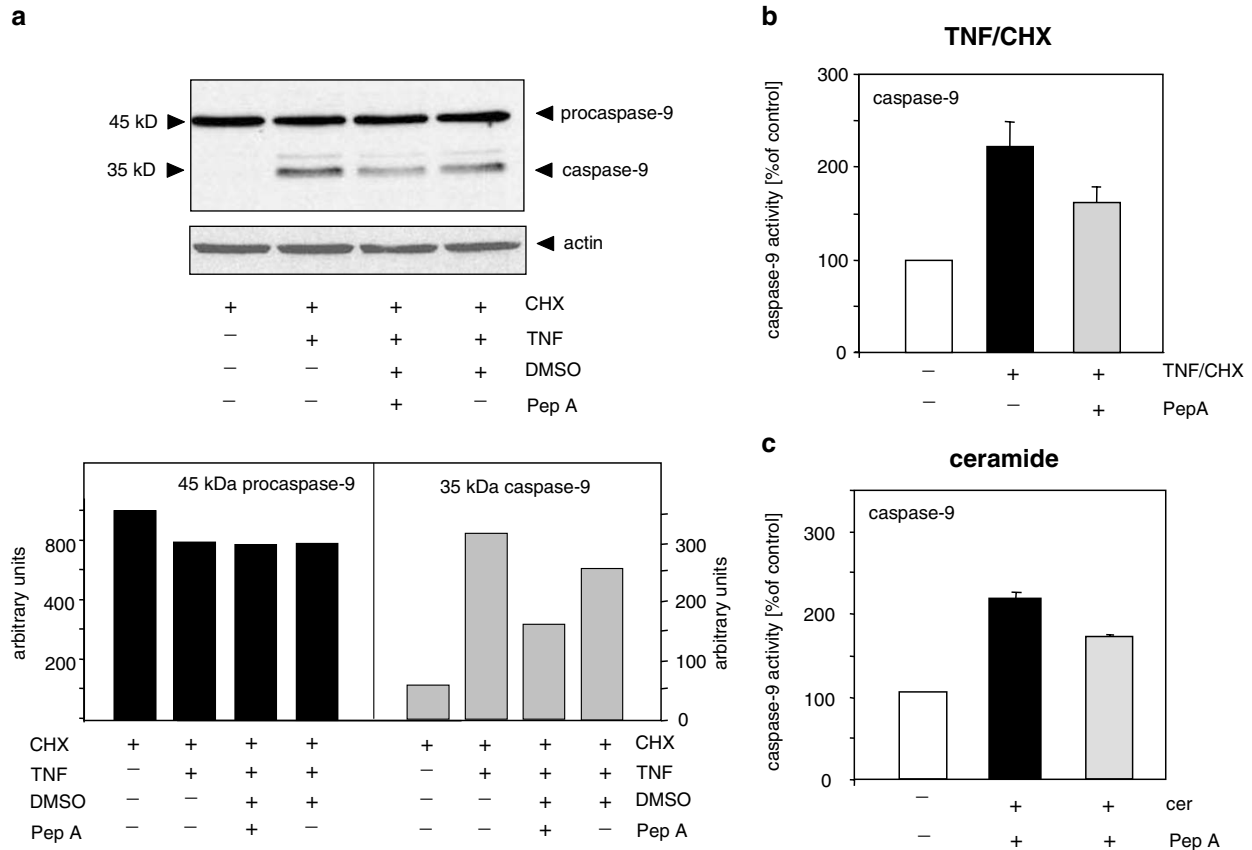 a
45 kD
procaspase-9
35 kD
caspase-9
actin
+ + + + CHX
– + + + TNF
– – + + DMSO
– – + – Pep A
45 kDa procaspase-9
35 kDa caspase-9
arbitrary units
800
400
200
300
200
100
0
arbitrary units
CHX + + + + + + + + CHX
TNF – + + + – + + + TNF
DMSO – – + + – – + + DMSO
Pep A – – + – – – + – Pep A
b
TNF/CHX
caspase-9
caspase-9 activity [%of control]
300
200
100
0
– + + TNF/CHX
– – + PepA
c
ceramide
caspase-9
caspase-9 activity [%of control]
300
200
100
0
– + + cer
– + + Pep A